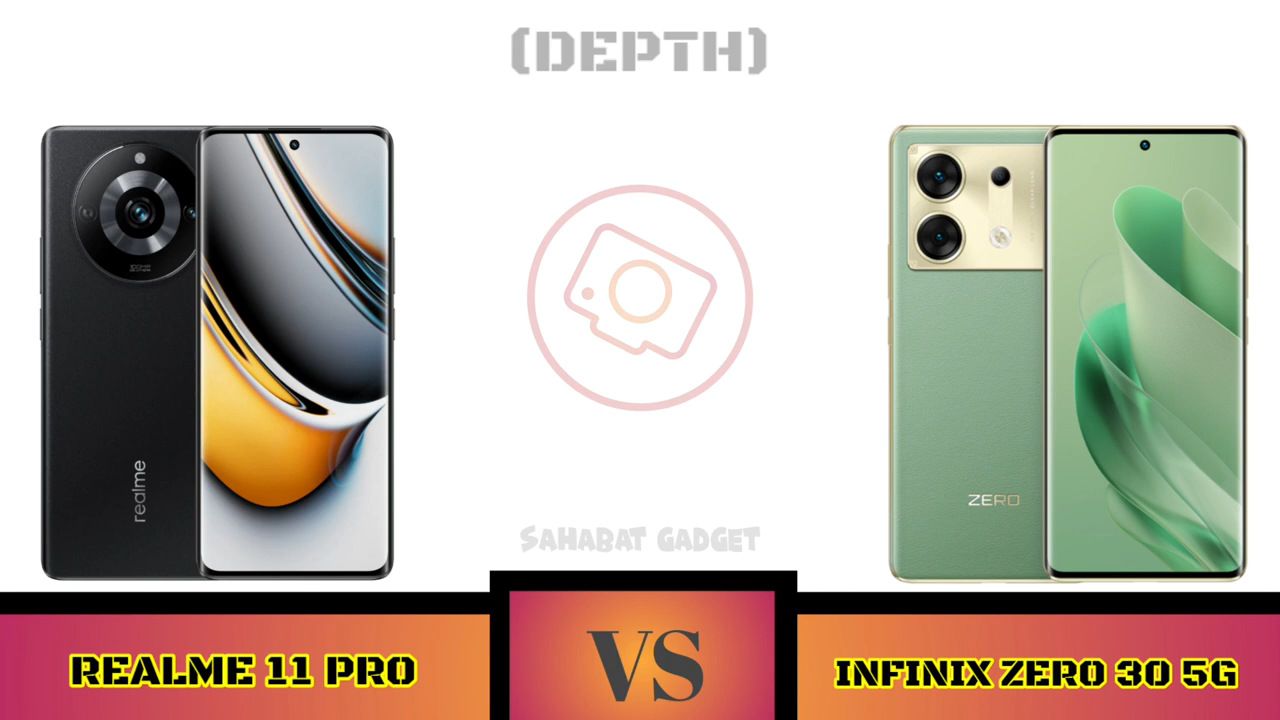 (DEPTH)
realme
ZERO
SAHABAT GADGET
VS
REALME 11 PRO
INFINIX ZERO 30 5G